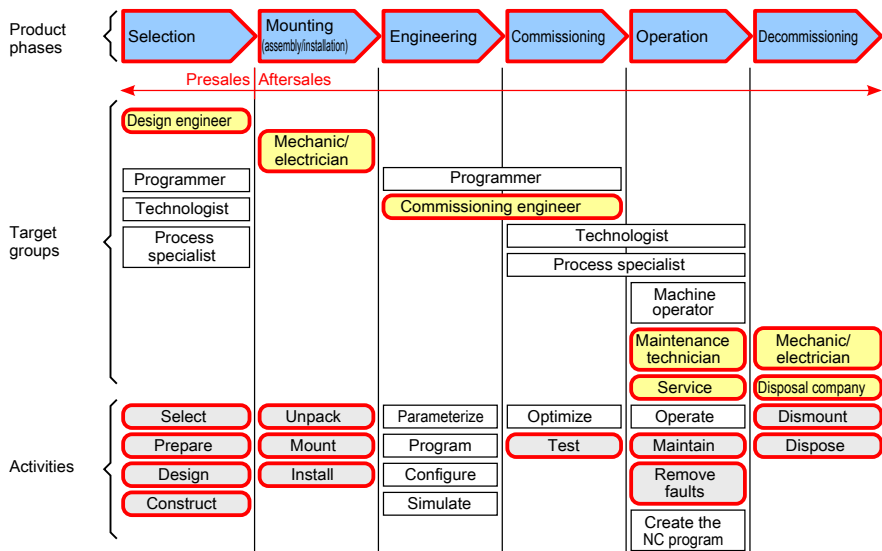 Product
phases
Selection
Mounting
(assembly/installation)
Engineering
Commissioning
Operation
Decommissioning
Presales
Aftersales
Target
groups
Design engineer
Mechanic/
electrician
Programmer
Programmer
Technologist
Commissioning engineer
Process
specialist
Technologist
Process specialist
Machine
operator
Maintenance
technician
Mechanic/
electrician
Service
Disposal company
Activities
Select
Unpack
Parameterize
Optimize
Operate
Dismount
Prepare
Mount
Program
Test
Maintain
Dispose
Design
Install
Configure
Remove
faults
Construct
Simulate
Create the
NC program